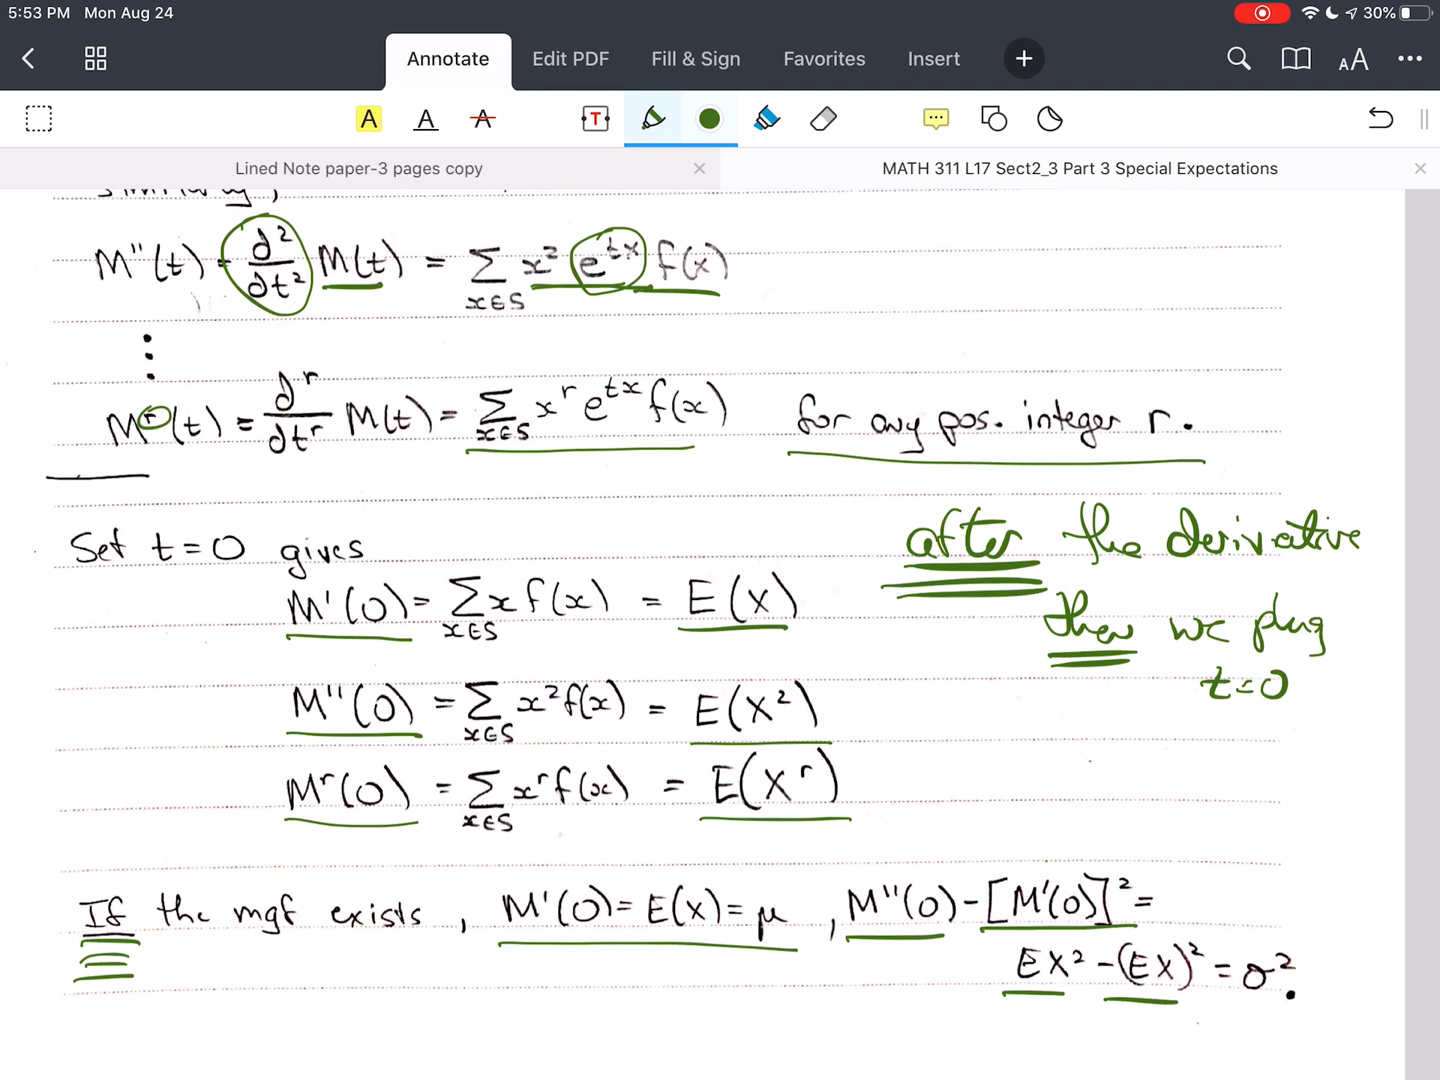 5:53 PM Mon Aug 24 30%
Annotate Edit PDF Fill & Sign Favorites Insert
Lined Note paper-3 pages copy MATH 311 L17 Sect2_3 Part 3 Special Expectations
similarly,
M''(t) = ∂²/∂t² M(t) = ∑_{x∈S} x² e^{tx} f(x)
⋮
M^r(t) = ∂^r/∂t^r M(t) = ∑_{x∈S} x^r e^{tx} f(x) for any pos. integer r.
Set t=0 gives
after the derivative
M'(0) = ∑_{x∈S} x f(x) = E(X)
then we plug
t=0
M''(0) = ∑_{x∈S} x² f(x) = E(X²)
M^r(0) = ∑_{x∈S} x^r f(x) = E(X^r)
If the mgf exists, M'(0) = E(X) = μ, M''(0) - [M'(0)]² =
EX² - (EX)² = σ².